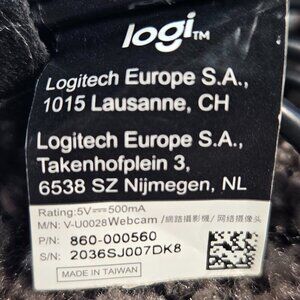 logi™
Logitech Europe S.A.,
1015 Lausanne, CH
Logitech Europe S.A.,
Takenhofplein 3,
6538 SZ Nijmegen, NL
Rating:5V⎓500mA
M/N: V-U0028Webcam /網路攝影機/ 网络摄像头
P/N: 860-000560
S/N: 2036SJ007DK8
MADE IN TAIWAN